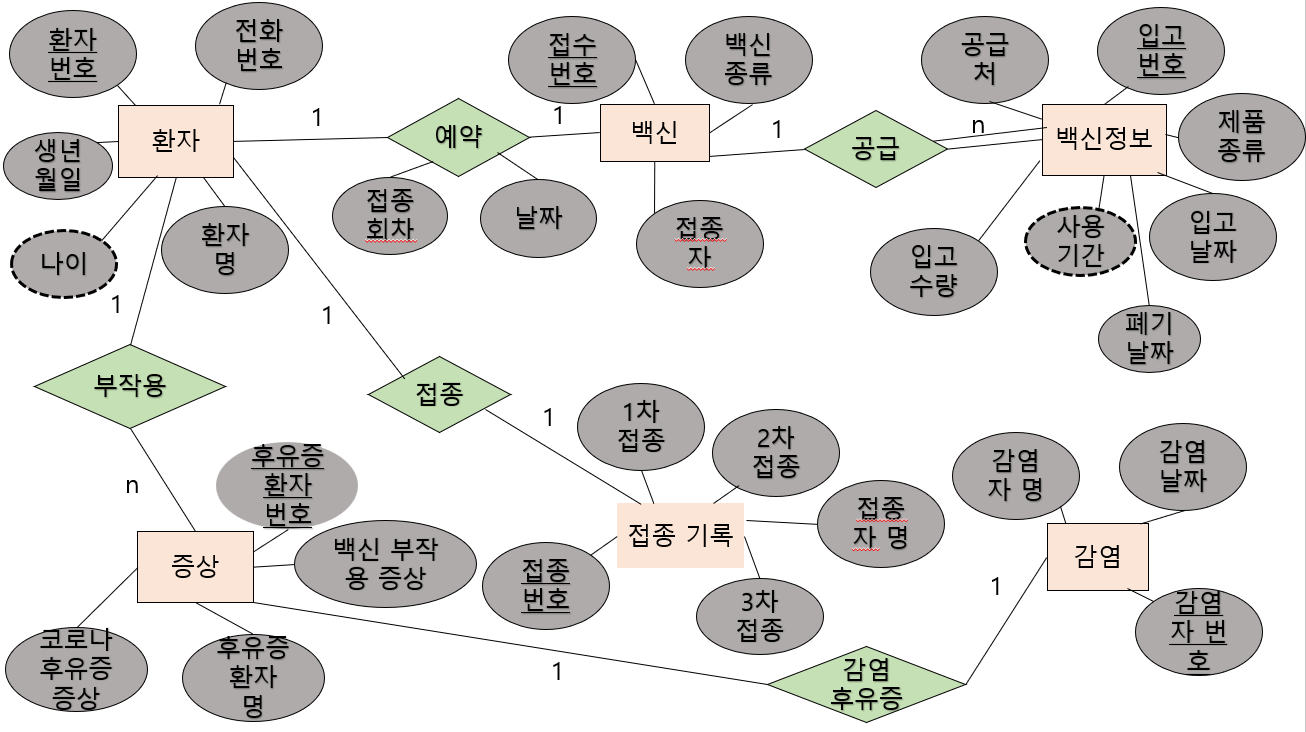 환자
번호
전화
번호
접수
번호
백신
종류
공급
처
입고
번호
1
1
1
n
환자
예약
백신
공급
백신정보
제품
종류
생년
월일
나이
환자
명
접종
회차
날짜
접종
자
입고
수량
사용
기간
입고
날짜
폐기
날짜
1
1
부작용
접종
1
1차
접종
2차
접종
감염
자 명
감염
날짜
n
후유증
환자
번호
백신 부작
용 증상
접종
번호
접종 기록
접종
자 명
증상
감염
1
3차
접종
감염
자 번
호
코로나
후유증
증상
후유증
환자
명
1
감염
후유증